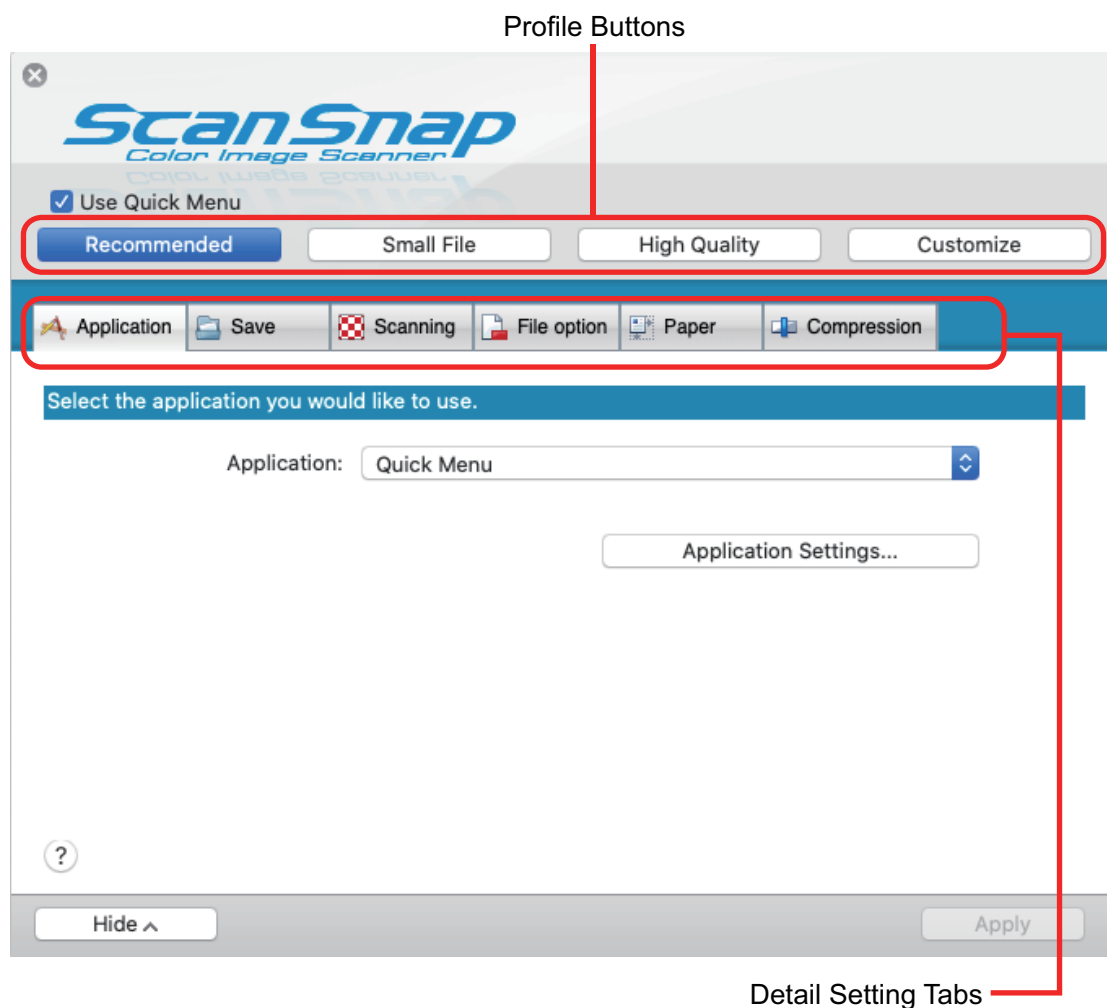 Profile Buttons
ScanSnap
Color Image Scanner
Use Quick Menu
Recommended Small File High Quality Customize
Application Save Scanning File option Paper Compression
Select the application you would like to use.
Application: Quick Menu
Application Settings...
?
Hide Apply
Detail Setting Tabs